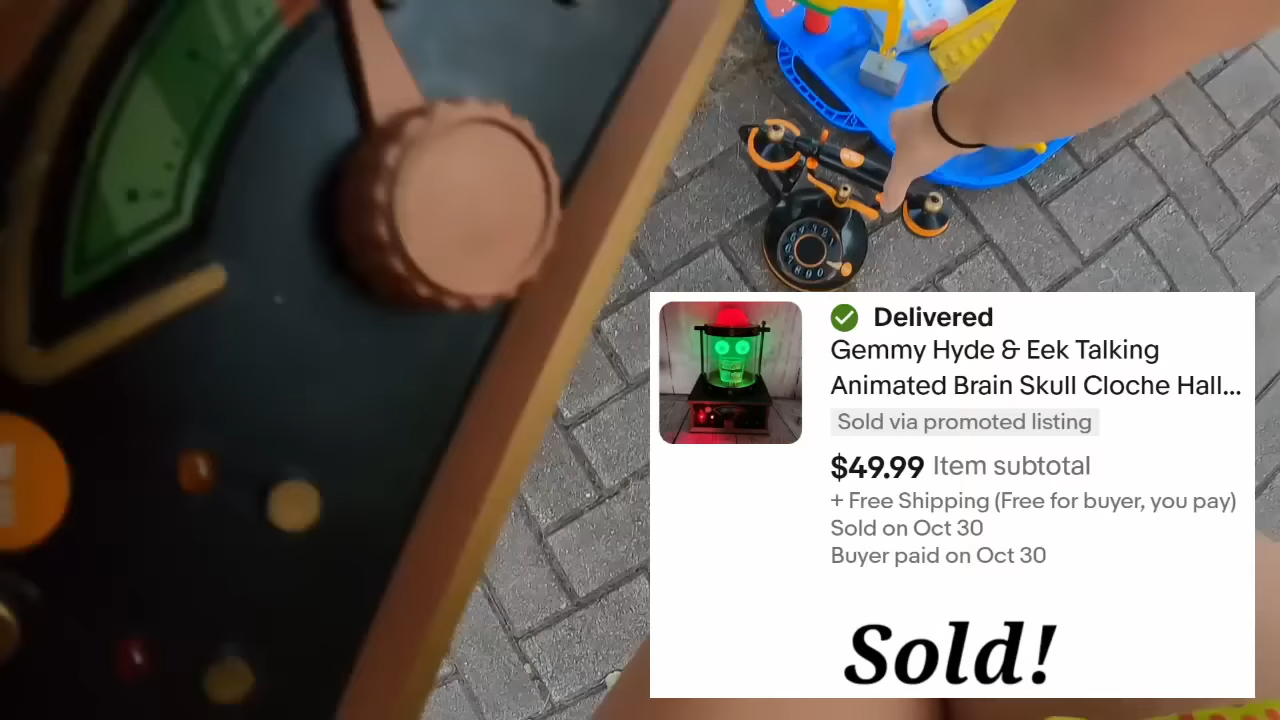 Delivered
Gemmy Hyde & Eek Talking
Animated Brain Skull Cloche Hall...
Sold via promoted listing
$49.99 Item subtotal
+ Free Shipping (Free for buyer, you pay)
Sold on Oct 30
Buyer paid on Oct 30
Sold!